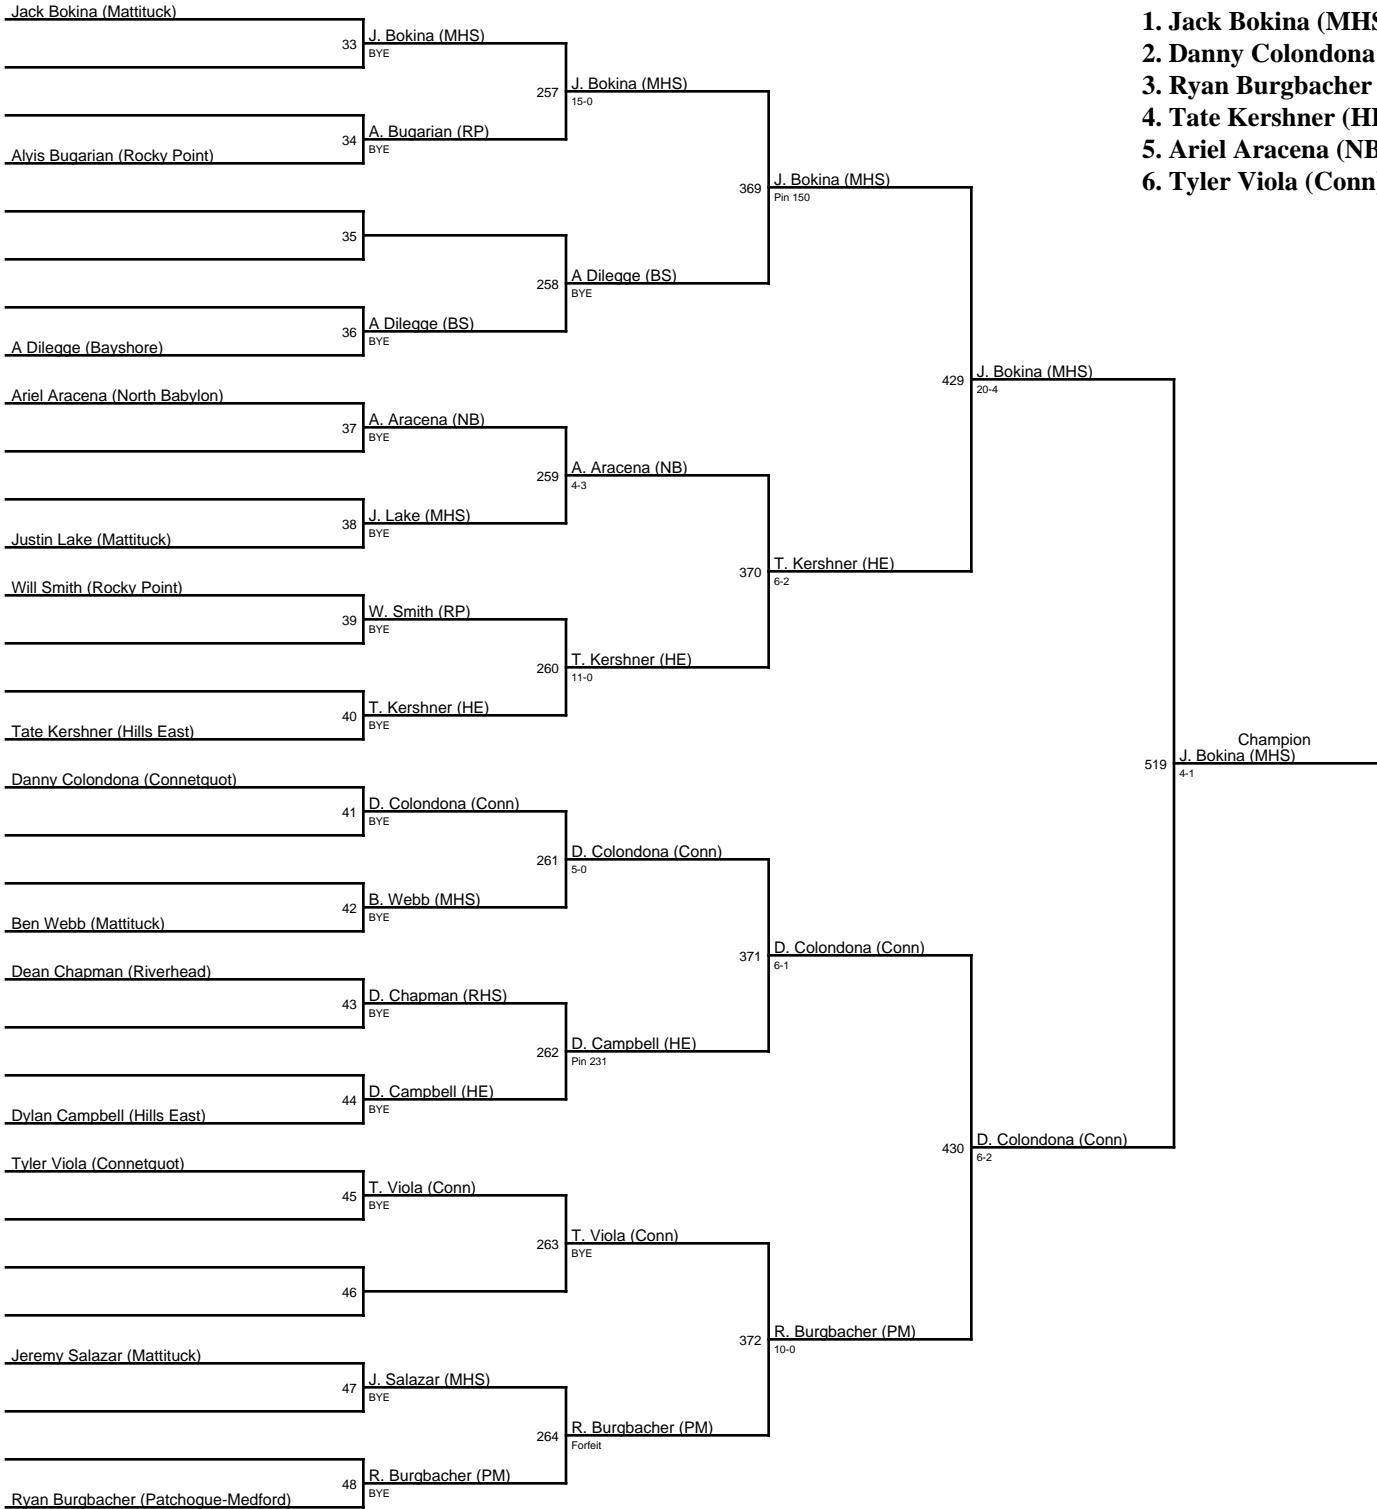 Jack Bokina (Mattituck)
1. Jack Bokina (MHS
33 J. Bokina (MHS)
BYE
2. Danny Colondona
257 J. Bokina (MHS)
15-0
3. Ryan Burgbacher
4. Tate Kershner (H
34 A. Bugarian (RP)
BYE
Alyis Bugarian (Rocky Point)
5. Ariel Aracena (NB
6. Tyler Viola (Conn)
369 J. Bokina (MHS)
Pin 150
35
258 A Dilegge (BS)
BYE
36 A Dilegge (BS)
BYE
A Dilegge (Bayshore)
429 J. Bokina (MHS)
20-4
Ariel Aracena (North Babylon)
37 A. Aracena (NB)
BYE
259 A. Aracena (NB)
4-3
38 J. Lake (MHS)
BYE
Justin Lake (Mattituck)
370 T. Kershner (HE)
6-2
Will Smith (Rocky Point)
39 W. Smith (RP)
BYE
260 T. Kershner (HE)
11-0
40 T. Kershner (HE)
BYE
Tate Kershner (Hills East)
Champion
519 J. Bokina (MHS)
4-1
Danny Colondona (Connetquot)
41 D. Colondona (Conn)
BYE
261 D. Colondona (Conn)
5-0
42 B. Webb (MHS)
BYE
Ben Webb (Mattituck)
371 D. Colondona (Conn)
6-1
Dean Chapman (Riverhead)
43 D. Chapman (RHS)
BYE
262 D. Campbell (HE)
Pin 231
44 D. Campbell (HE)
BYE
Dylan Campbell (Hills East)
430 D. Colondona (Conn)
6-2
Tyler Viola (Connetquot)
45 T. Viola (Conn)
BYE
263 T. Viola (Conn)
BYE
46
372 R. Burgbacher (PM)
10-0
Jeremy Salazar (Mattituck)
47 J. Salazar (MHS)
BYE
264 R. Burgbacher (PM)
Forfeit
48 R. Burgbacher (PM)
BYE
Ryan Burgbacher (Patchogue-Medford)